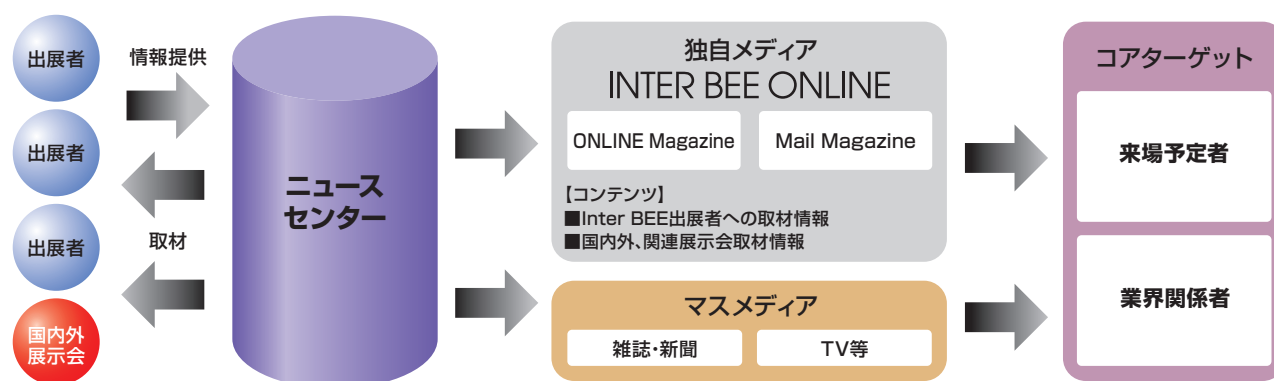 出展者
出展者
出展者
国内外
展示会
情報提供
取材
ニュース
センター
独自メディア
INTER BEE ONLINE
ONLINE Magazine
Mail Magazine
【コンテンツ】
■Inter BEE出展者への取材情報
■国内外、関連展示会取材情報
マスメディア
雑誌・新聞
TV等
コアターゲット
来場予定者
業界関係者